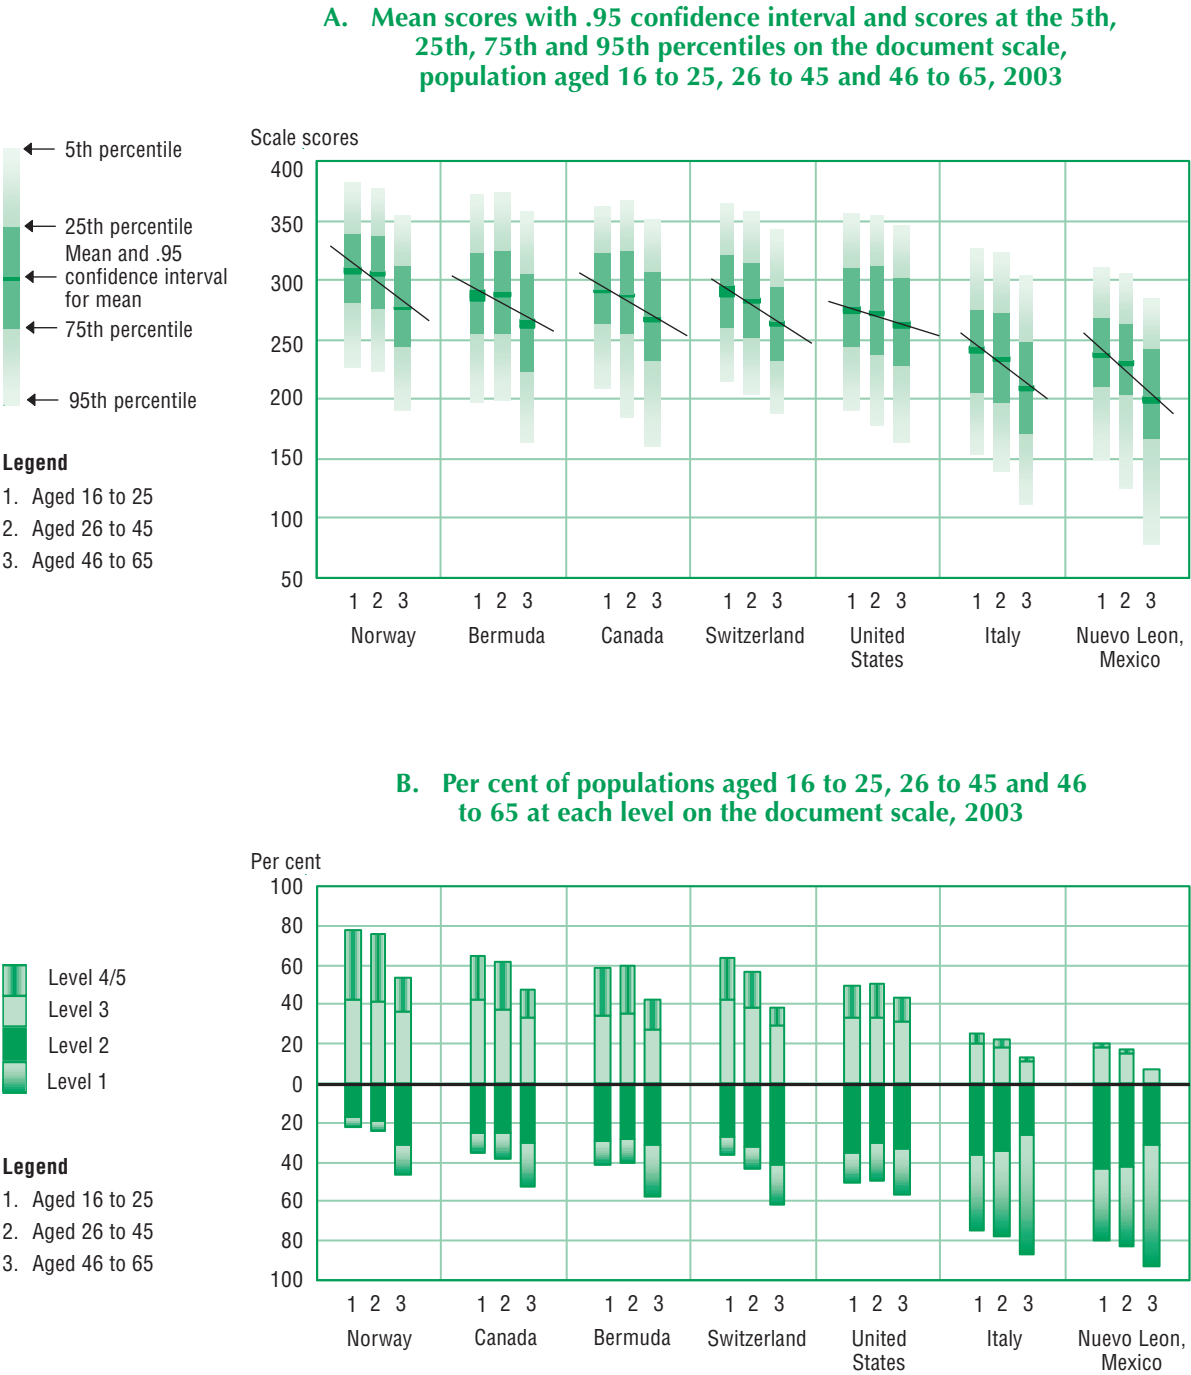 A. Mean scores with .95 confidence interval and scores at the 5th,
25th, 75th and 95th percentiles on the document scale,
population aged 16 to 25, 26 to 45 and 46 to 65, 2003
5th percentile
25th percentile
Mean and .95
confidence interval
for mean
75th percentile
95th percentile
Legend
1. Aged 16 to 25
2. Aged 26 to 45
3. Aged 46 to 65
Scale scores
400
350
300
250
200
150
100
50
1 2 3 1 2 3 1 2 3 1 2 3 1 2 3 1 2 3 1 2 3
Norway Bermuda Canada Switzerland United Italy Nuevo Leon,
States Mexico
B. Per cent of populations aged 16 to 25, 26 to 45 and 46
to 65 at each level on the document scale, 2003
Level 4/5
Level 3
Level 2
Level 1
Legend
1. Aged 16 to 25
2. Aged 26 to 45
3. Aged 46 to 65
Per cent
100
80
60
40
20
0
20
40
60
80
100
1 2 3 1 2 3 1 2 3 1 2 3 1 2 3 1 2 3 1 2 3
Norway Canada Bermuda Switzerland United Italy Nuevo Leon,
States Mexico